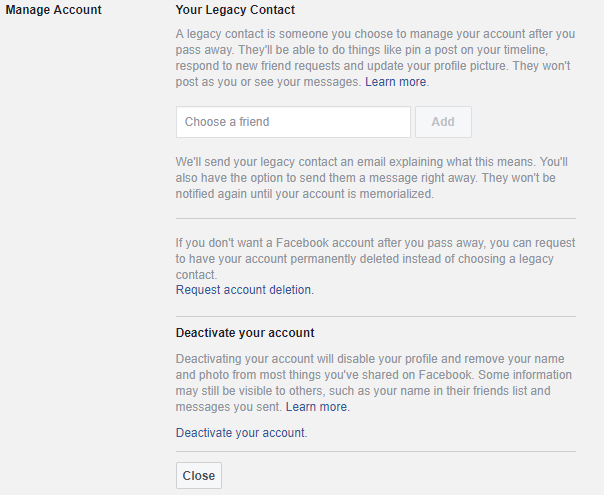 Manage Account
Your Legacy Contact
A legacy contact is someone you choose to manage your account after you
pass away. They'll be able to do things like pin a post on your timeline,
respond to new friend requests and update your profile picture. They won't
post as you or see your messages. Learn more.
Choose a friend
Add
We'll send your legacy contact an email explaining what this means. You'll
also have the option to send them a message right away. They won't be
notified again until your account is memorialized.
If you don't want a Facebook account after you pass away, you can request
to have your account permanently deleted instead of choosing a legacy
contact.
Request account deletion.
Deactivate your account
Deactivating your account will disable your profile and remove your name
and photo from most things you've shared on Facebook. Some information
may still be visible to others, such as your name in their friends list and
messages you sent. Learn more.
Deactivate your account.
Close